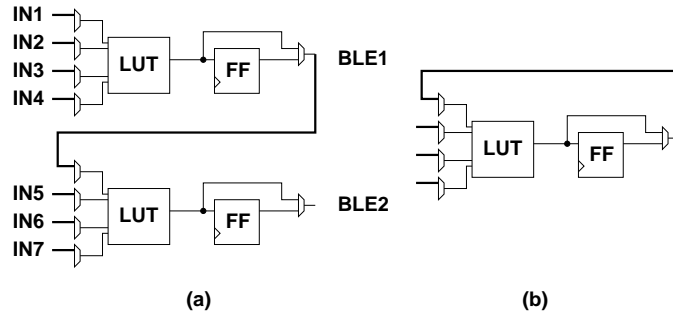 IN1
IN2
IN3
IN4
LUT
FF
BLE1
IN5
IN6
IN7
LUT
FF
BLE2
LUT
FF
(a)
(b)